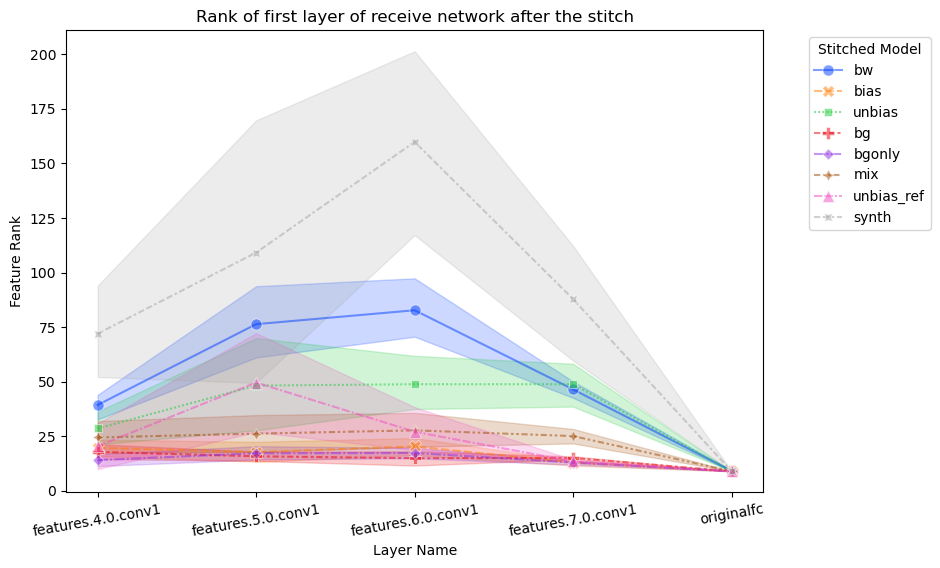 Rank of first layer of receive network after the stitch
Feature Rank
200
175
150
125
100
75
50
25
0
features.4.0.conv1
features.5.0.conv1
features.6.0.conv1
features.7.0.conv1
originalfc
Layer Name
Stitched Model
bw
bias
unbias
bg
bgonly
mix
unbias_ref
synth